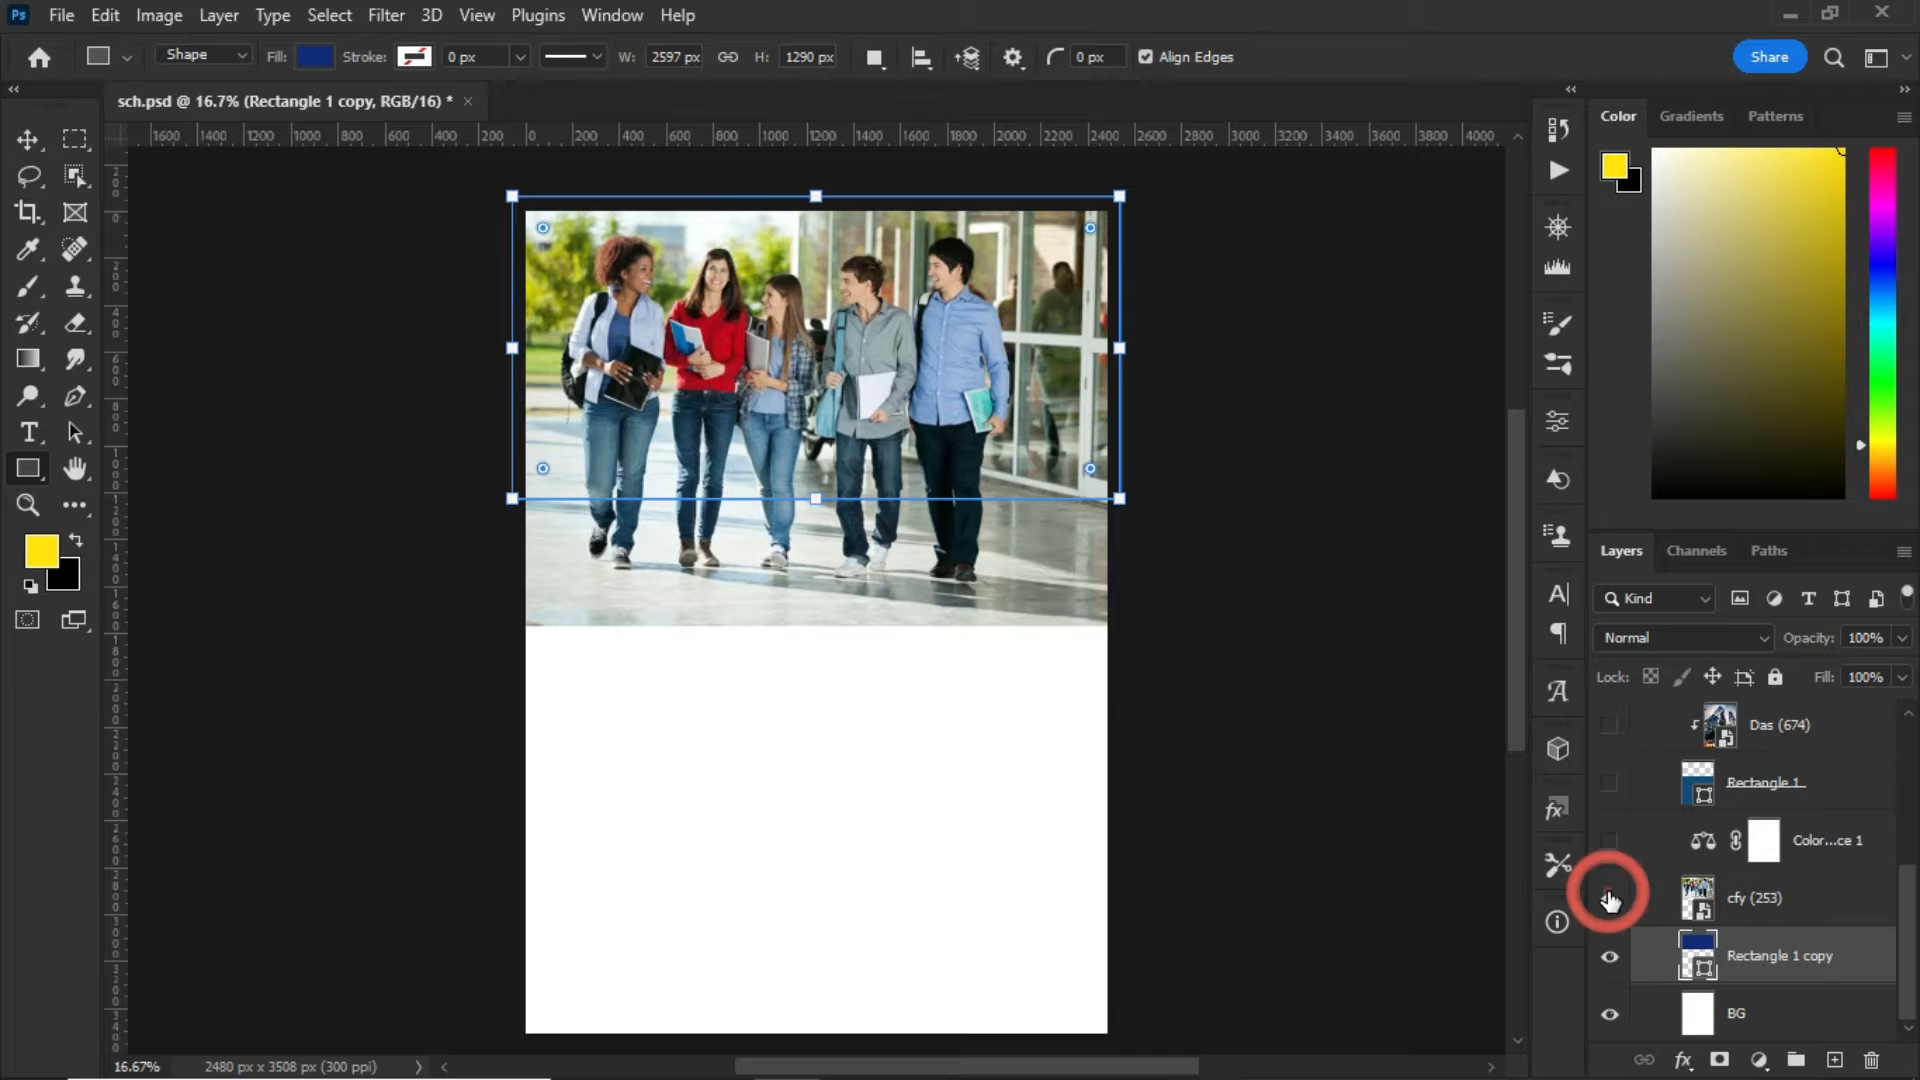 Ps File Edit Image Layer Type Select Filter 3D View Plugins Window Help
Shape Fill: Stroke: 0 px W: 2597 px H: 1290 px 0 px Align Edges Share
sch.psd @ 16.7% (Rectangle 1 copy, RGB/16) * ×
1600 1400 1200 1000 800 600 400 200 0 200 400 600 800 1000 1200 1400 1600 1800 2000 2200 2400 2600 2800 3000 3200 3400 3600 3800 4000
Color Gradients Patterns
Layers Channels Paths
Kind
Normal Opacity: 100%
Lock: Fill: 100%
Das (674)
Rectangle 1
Color...ce 1
cfy (253)
Rectangle 1 copy
BG
16.67% 2480 px x 3508 px (300 ppi)